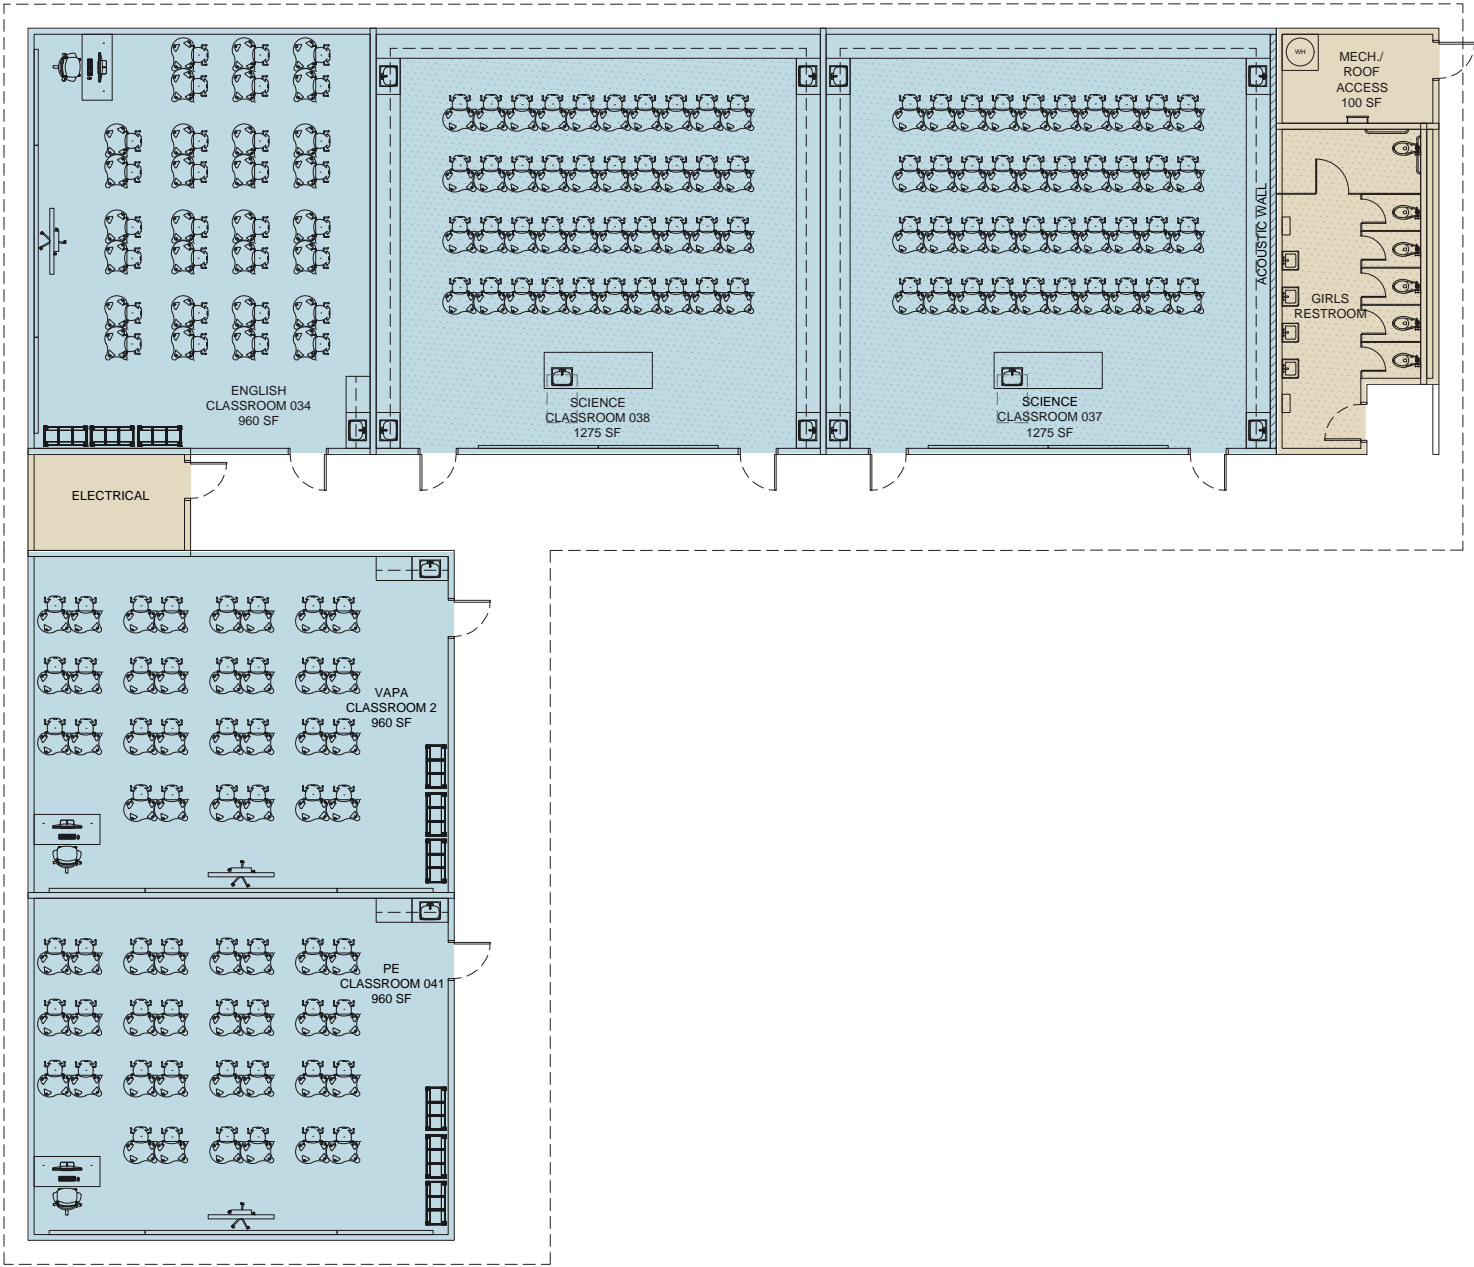 WH
MECH./
ROOF
ACCESS
100 SF
ACOUSTIC WALL
GIRLS
RESTROOM
ENGLISH
CLASSROOM 034
960 SF
SCIENCE
CLASSROOM 038
1275 SF
SCIENCE
CLASSROOM 037
1275 SF
ELECTRICAL
VAPA
CLASSROOM 2
960 SF
PE
CLASSROOM 041
960 SF